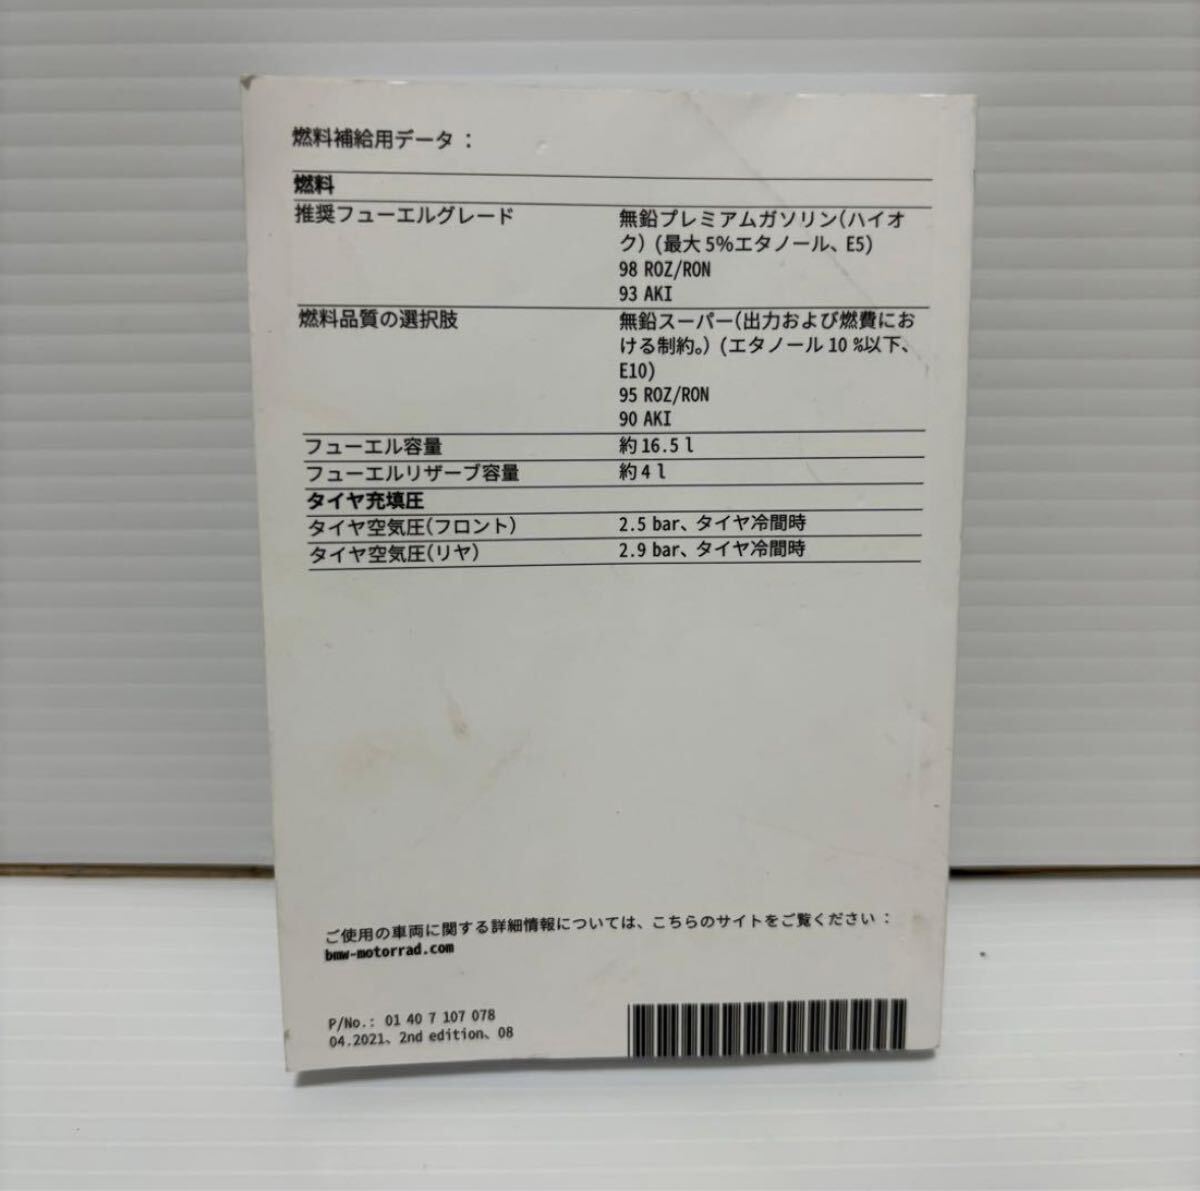 燃料補給用データ：
燃料
推奨フューエルグレード
無鉛プレミアムガソリン(ハイオ
ク) (最大 5%エタノール、E5)
98 ROZ/RON
93 AKI
燃料品質の選択肢
無鉛スーパー(出力および燃費にお
ける制約。) (エタノール 10 %以下、
E10)
95 ROZ/RON
90 AKI
フューエル容量
約 16.5 l
フューエルリザーブ容量
約 4 l
タイヤ充填圧
タイヤ空気圧(フロント)
2.5 bar、タイヤ冷間時
タイヤ空気圧(リヤ)
2.9 bar、タイヤ冷間時
ご使用の車両に関する詳細情報については、こちらのサイトをご覧ください：
bmw-motorrad.com
P/No.: 01 40 7 107 078
04.2021、2nd edition、08